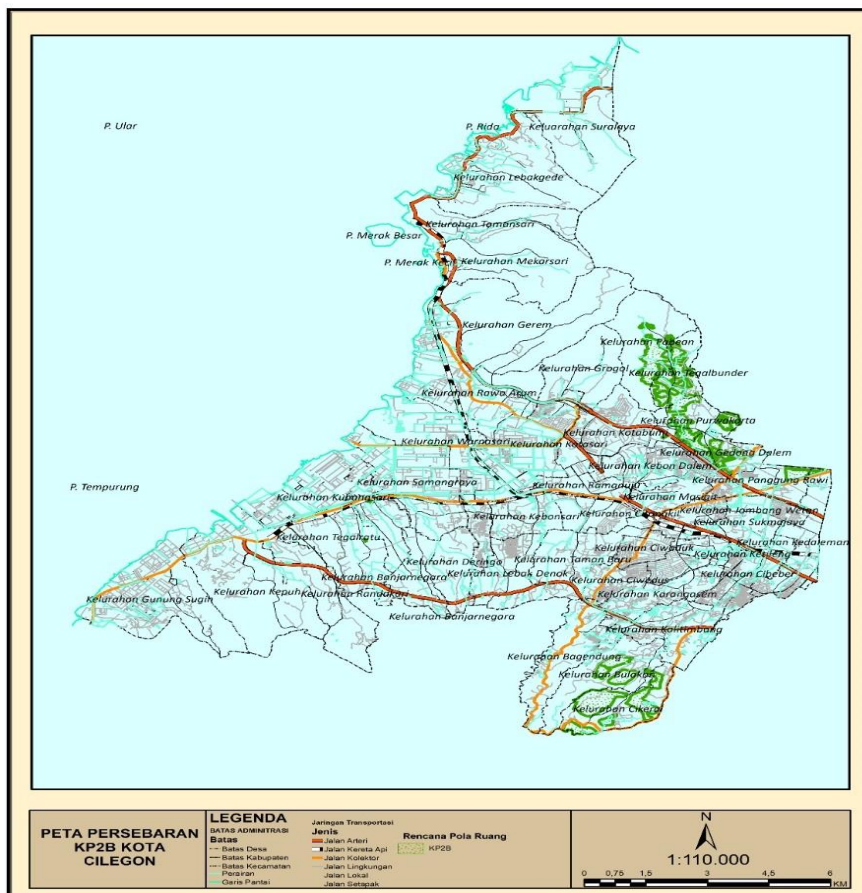 P. Ular
P. Rida
Keluarahan Suralaya
Kelurahan Lebakgede
Kelurahan Tamansari
P. Merak Besar
P. Merak Kecil
Kelurahan Mekarsari
Kelurahan Gerem
Kelurahan Pabean
Kelurahan Grogol
Kelurahan Tegalbunder
Kelurahan Rawa Arum
Kelurahan Purwakarta
Kelurahan Kotabumi
Kelurahan Warnasari
Kelurahan Kotasari
Kelurahan Gedong Dalem
Kelurahan Kebon Dalem
P. Tempurung
Kelurahan Samangraya
Kelurahan Ramanuju
Kelurahan Panggung Rawi
Kelurahan Kubangsari
Kelurahan Masigit
Kelurahan Kebonsari
Kelurahan Jombang Wetan
Kelurahan Sukmajaya
Kelurahan Tegalratu
Kelurahan Kedaleman
Kelurahan Ciwaduk
Kelurahan Ketileng
Kelurahan Deringo
Kelurahan Taman Baru
Kelurahan Lebak Denok
Kelurahan Cibeber
Kelurahan Banjarnegara
Kelurahan Ciwedus
Kelurahan Gunung Sugih
Kelurahan Kepuh
Kelurahan Randakari
Kelurahan Karangasem
Kelurahan Banjarnegara
Kelurahan Kalitimbang
Kelurahan Bagendung
Kelurahan Bulakan
Kelurahan Cikerai
PETA PERSEBARAN
KP2B KOTA
CILEGON
LEGENDA
BATAS ADMINITRASI
Batas
Batas Desa
Batas Kabupaten
Batas Kecamatan
Perairan
Garis Pantai
Jaringan Transportasi
Jenis
Jalan Arteri
Jalan Kereta Api
Jalan Kolektor
Jalan Lingkungan
Jalan Lokal
Jalan Setapak
Rencana Pola Ruang
KP2B
N
1:110.000
0 0,75 1,5 3 4,5 6
KM